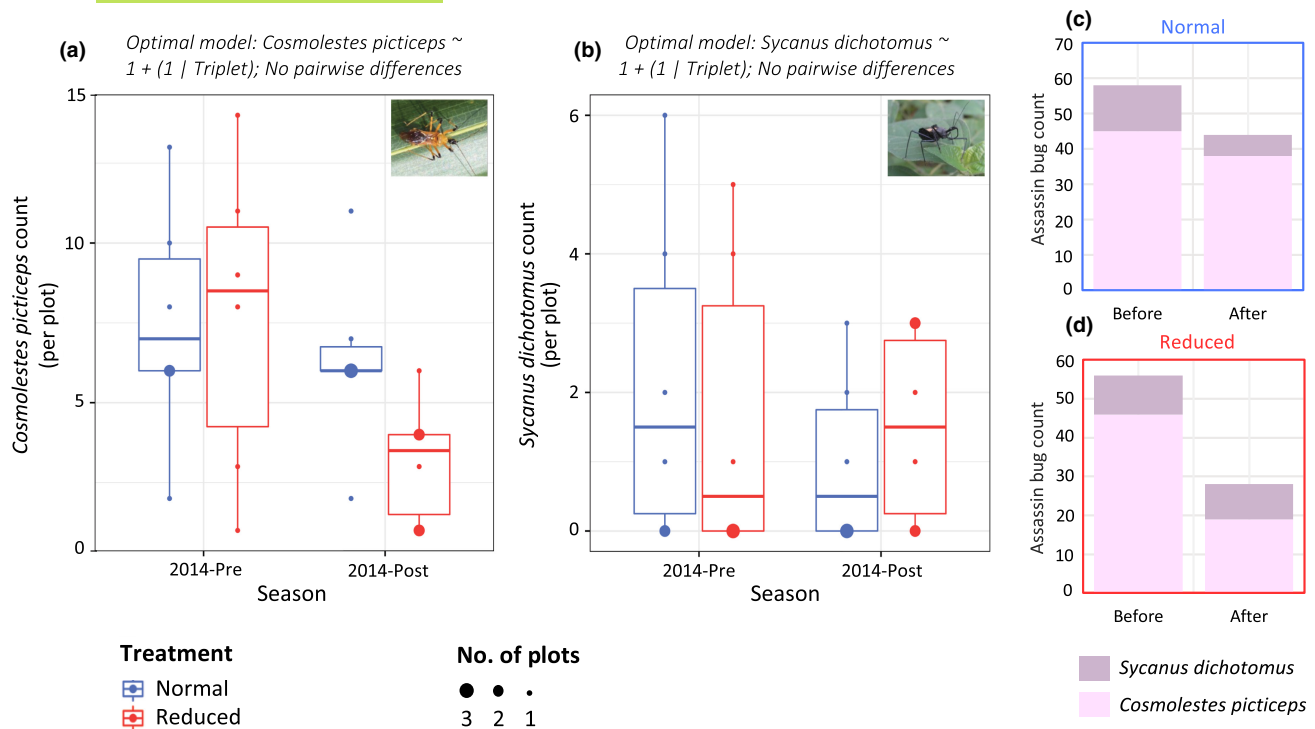 (a)
Optimal model: Cosmolestes picticeps ~
1 + (1 | Triplet); No pairwise differences
15
10
5
0
Cosmolestes picticeps count
(per plot)
2014-Pre
2014-Post
Season
(b)
Optimal model: Sycanus dichotomus ~
1 + (1 | Triplet); No pairwise differences
6
4
2
0
Sycanus dichotomus count
(per plot)
2014-Pre
2014-Post
Season
(c)
Normal
70
60
50
40
30
20
10
0
Assassin bug count
Before
After
(d)
Reduced
60
50
40
30
20
10
0
Assassin bug count
Before
After
Treatment
Normal
Reduced
No. of plots
3 2 1
Sycanus dichotomus
Cosmolestes picticeps